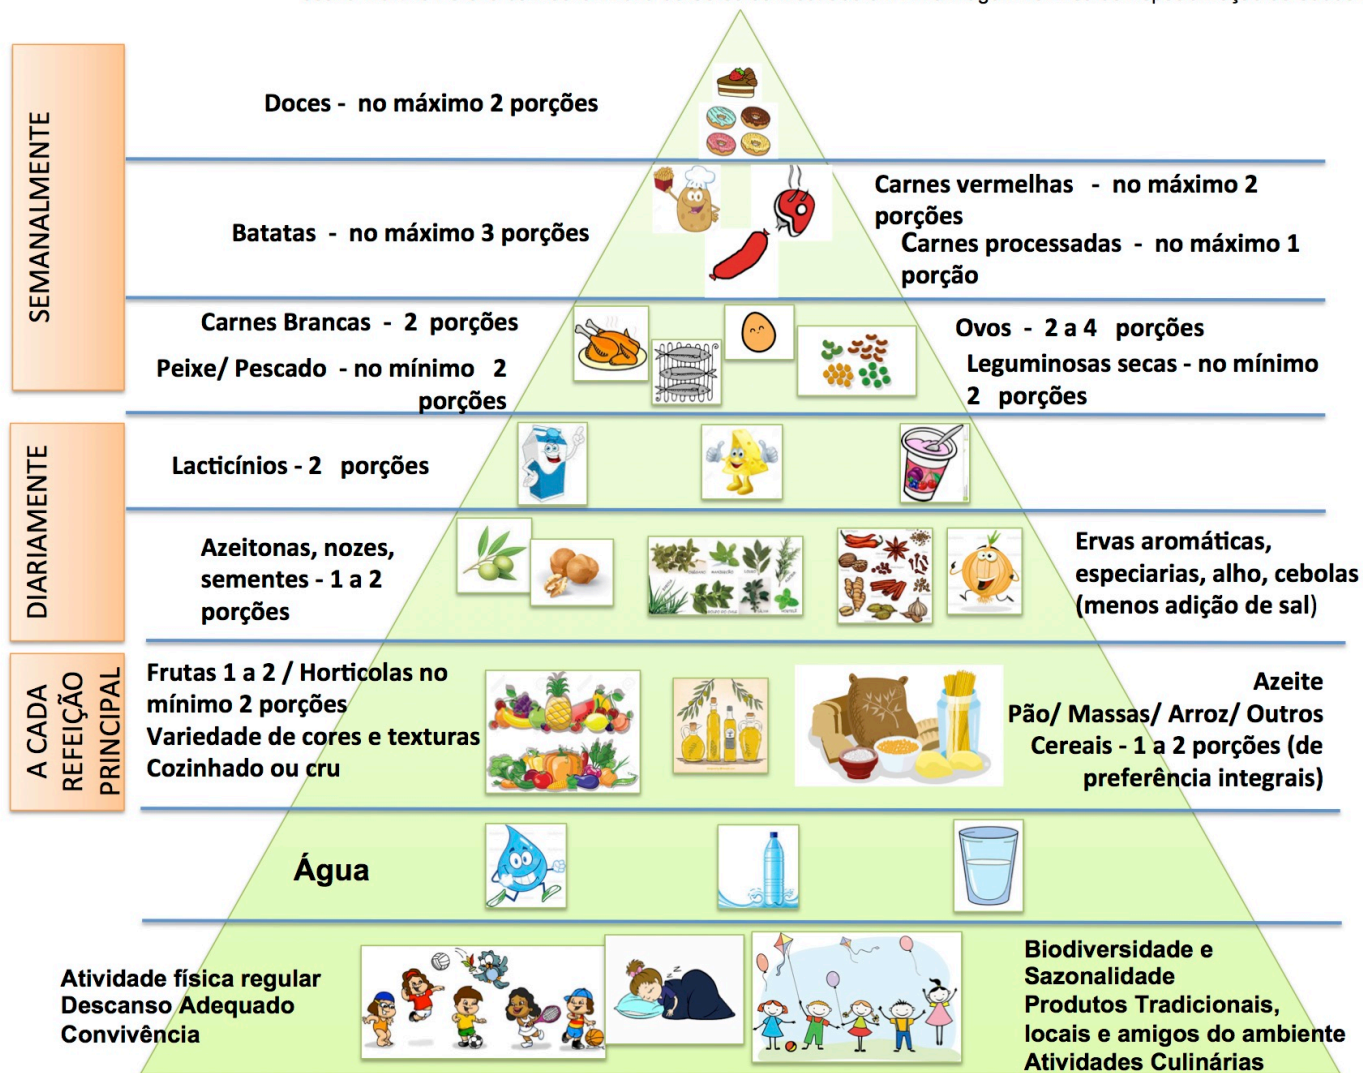 SEMANALMENTE
Doces - no máximo 2 porções
Batatas - no máximo 3 porções
Carnes vermelhas - no máximo 2
porções
Carnes processadas - no máximo 1
porção
Carnes Brancas - 2 porções
Peixe/ Pescado - no mínimo 2
porções
Ovos - 2 a 4 porções
Leguminosas secas - no mínimo
2 porções
DIARIAMENTE
Lacticínios - 2 porções
Azeitonas, nozes,
sementes - 1 a 2
porções
Ervas aromáticas,
especiarias, alho, cebolas
(menos adição de sal)
A CADA
REFEIÇÃO
PRINCIPAL
Frutas 1 a 2 / Horticolas no
mínimo 2 porções
Variedade de cores e texturas
Cozinhado ou cru
Azeite
Pão/ Massas/ Arroz/ Outros
Cereais - 1 a 2 porções (de
preferência integrais)
Água
Atividade física regular
Descanso Adequado
Convivência
Biodiversidade e
Sazonalidade
Produtos Tradicionais,
locais e amigos do ambiente
Atividades Culinárias